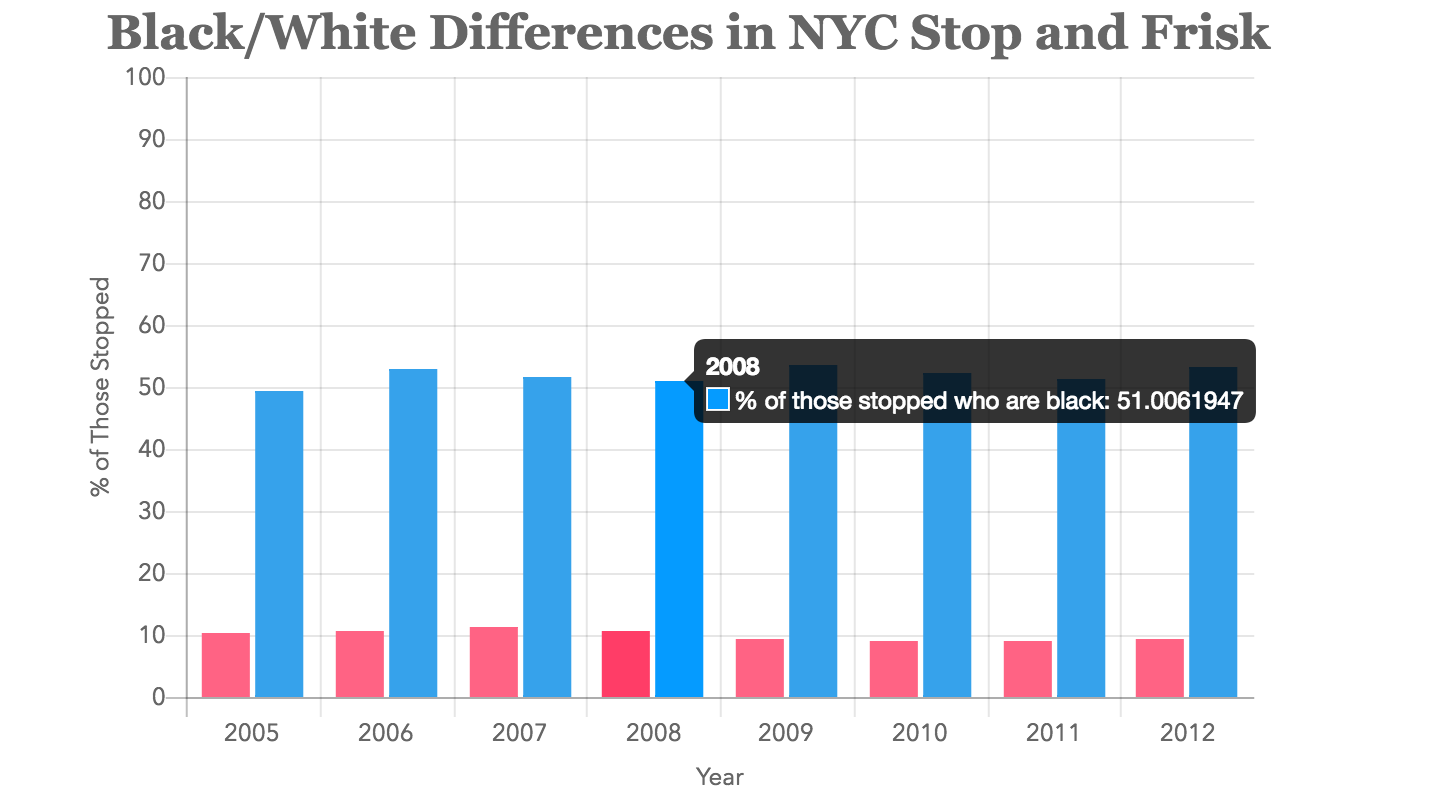 Black/White Differences in NYC Stop and Frisk
100
90
80
70
60
50
40
30
20
10
0
% of Those Stopped
2008
% of those stopped who are black: 51.0061947
2005 2006 2007 2008 2009 2010 2011 2012
Year